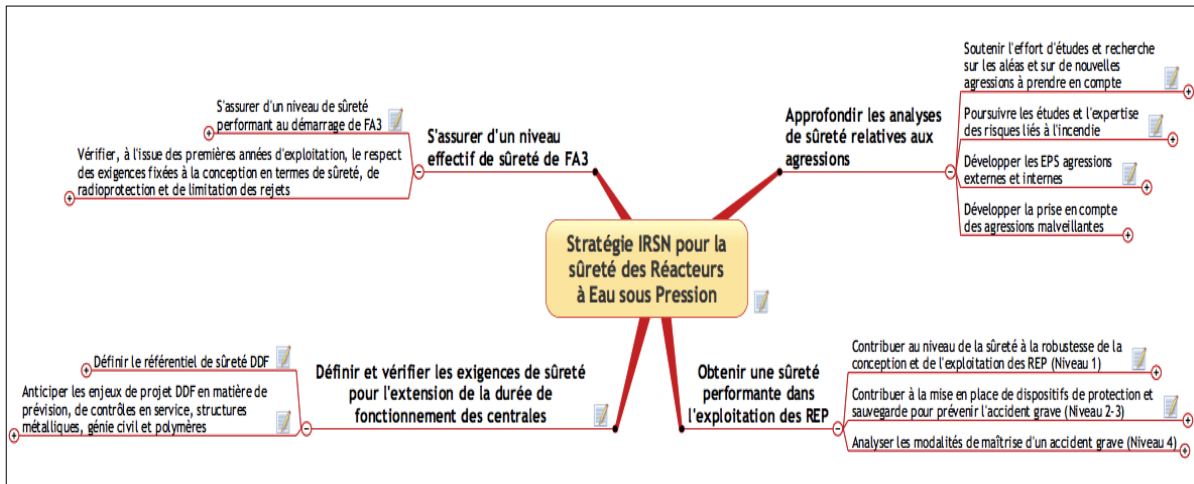 Stratégie IRSN pour la
sûreté des Réacteurs
à Eau sous Pression
S'assurer d'un niveau
effectif de sûreté de FA3
S'assurer d'un niveau de sûreté
performant au démarrage de FA3
Vérifier, à l'issue des premières années d'exploitation, le respect
des exigences fixées à la conception en termes de sûreté, de
radioprotection et de limitation des rejets
Approfondir les analyses
de sûreté relatives aux
agressions
Soutenir l'effort d'études et recherche
sur les aléas et sur de nouvelles
agressions à prendre en compte
Poursuivre les études et l'expertise
des risques liés à l'incendie
Développer les EPS agressions
externes et internes
Développer la prise en compte
des agressions malveillantes
Définir et vérifier les exigences de sûreté
pour l'extension de la durée de
fonctionnement des centrales
Définir le référentiel de sûreté DDF
Anticiper les enjeux de projet DDF en matière de
prévision, de contrôles en service, structures
métalliques, génie civil et polymères
Obtenir une sûreté
performante dans
l'exploitation des REP
Contribuer au niveau de la sûreté à la robustesse de la
conception et de l'exploitation des REP (Niveau 1)
Contribuer à la mise en place de dispositifs de protection et
sauvegarde pour prévenir l'accident grave (Niveau 2-3)
Analyser les modalités de maîtrise d'un accident grave (Niveau 4)